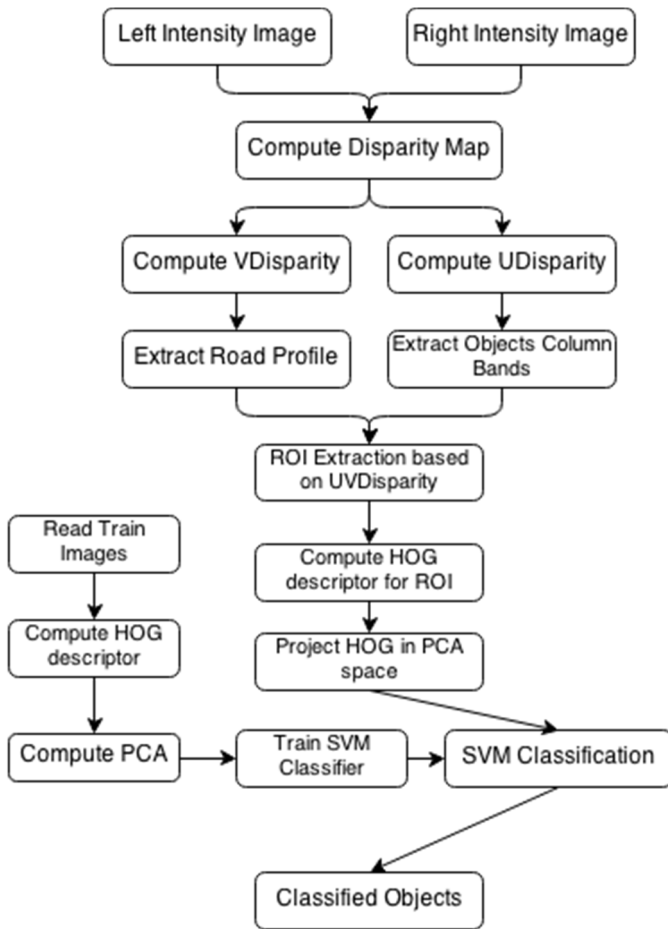 Left Intensity Image
Right Intensity Image
Compute Disparity Map
Compute VDisparity
Compute UDisparity
Extract Road Profile
Extract Objects Column
Bands
ROI Extraction based
on UVDisparity
Read Train
Images
Compute HOG
descriptor for ROI
Compute HOG
descriptor
Project HOG in PCA
space
Compute PCA
Train SVM
Classifier
SVM Classification
Classified Objects